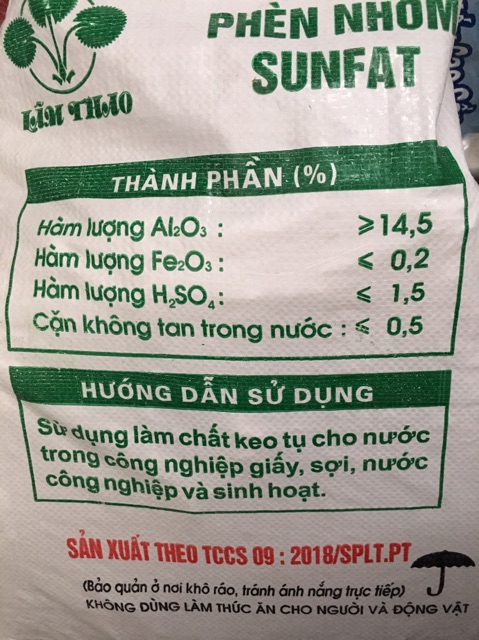 PHÈN NHÔM
SUNFAT
LÂM THAO
THÀNH PHẦN (%)
Hàm lượng Al₂O₃ : ⩾ 14,5
Hàm lượng Fe₂O₃ : ⩽ 0,2
Hàm lượng H₂SO₄ : ⩽ 1,5
Cặn không tan trong nước : ⩽ 0,5
HƯỚNG DẪN SỬ DỤNG
Sử dụng làm chất keo tụ cho nước
trong công nghiệp giấy, sợi, nước
công nghiệp và sinh hoạt.
SẢN XUẤT THEO TCCS 09 : 2018/SPLT.PT
(Bảo quản ở nơi khô ráo, tránh ánh nắng trực tiếp)
KHÔNG DÙNG LÀM THỨC ĂN CHO NGƯỜI VÀ ĐỘNG VẬT